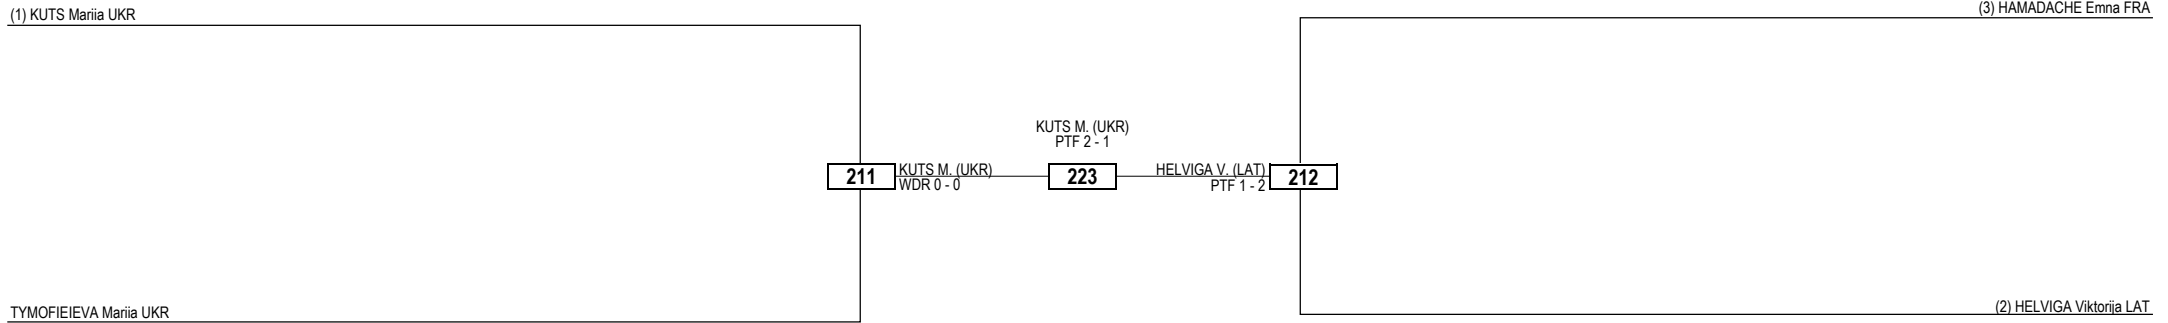 (1) KUTS Mariia UKR
(3) HAMADACHE Emna FRA
KUTS M. (UKR)
PTF 2 - 1
211
KUTS M. (UKR)
WDR 0 - 0
223
HELVIGA V. (LAT)
PTF 1 - 2
212
TYMOFIEIEVA Mariia UKR
(2) HELVIGA Viktorija LAT